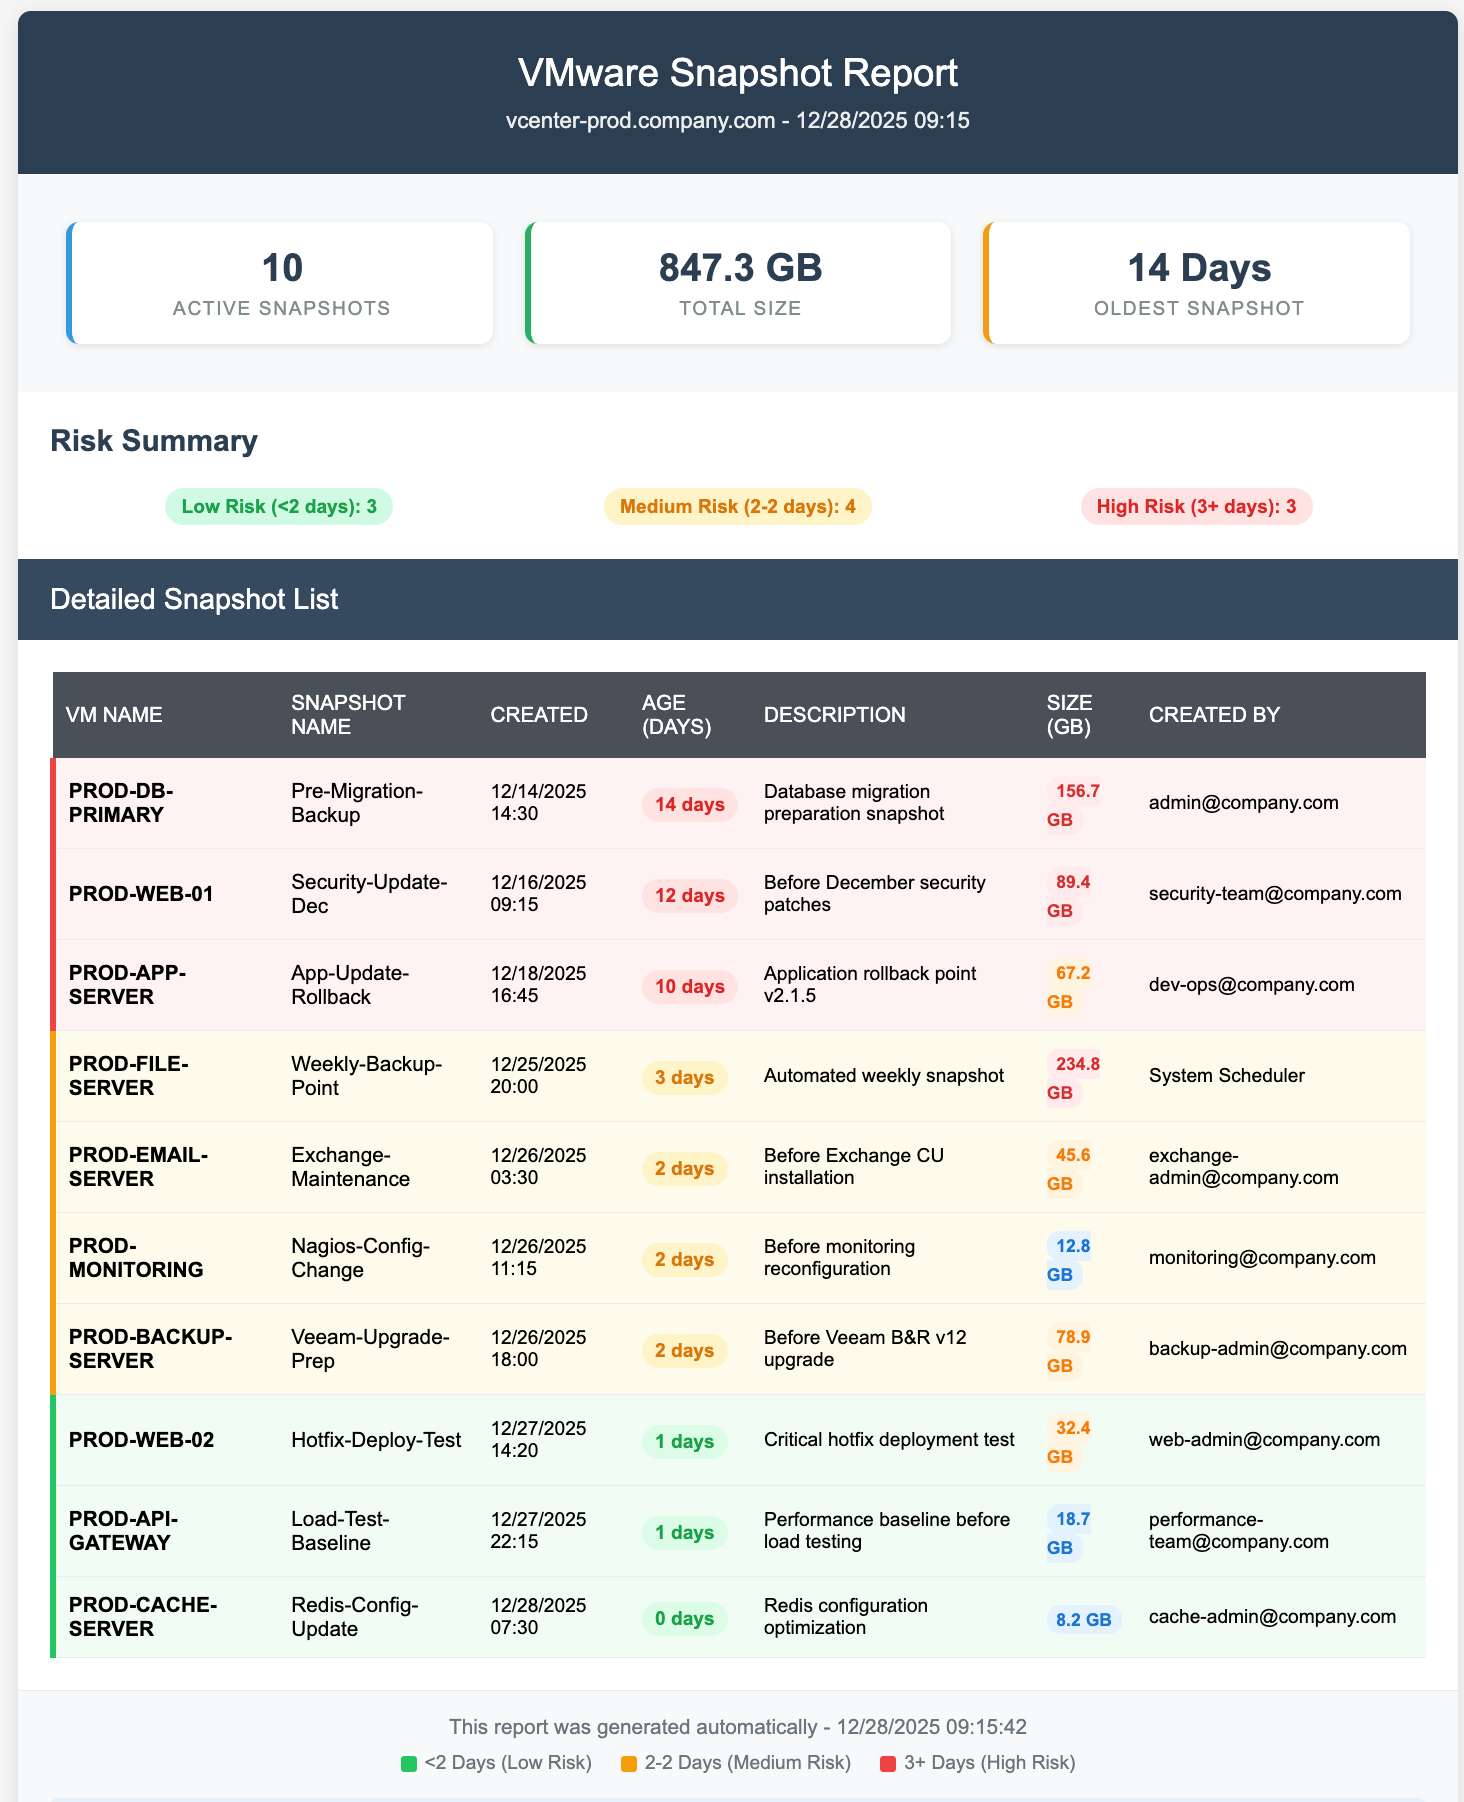 VMware Snapshot Report
vcenter-prod.company.com - 12/28/2025 09:15
10
ACTIVE SNAPSHOTS
847.3 GB
TOTAL SIZE
14 Days
OLDEST SNAPSHOT
Risk Summary
Low Risk (<2 days): 3
Medium Risk (2-2 days): 4
High Risk (3+ days): 3
Detailed Snapshot List
VM NAME
SNAPSHOT
NAME
CREATED
AGE
(DAYS)
DESCRIPTION
SIZE
(GB)
CREATED BY
PROD-DB-
PRIMARY
Pre-Migration-
Backup
12/14/2025
14:30
14 days
Database migration
preparation snapshot
156.7
GB
admin@company.com
PROD-WEB-01
Security-Update-
Dec
12/16/2025
09:15
12 days
Before December security
patches
89.4
GB
security-team@company.com
PROD-APP-
SERVER
App-Update-
Rollback
12/18/2025
16:45
10 days
Application rollback point
v2.1.5
67.2
GB
dev-ops@company.com
PROD-FILE-
SERVER
Weekly-Backup-
Point
12/25/2025
20:00
3 days
Automated weekly snapshot
234.8
GB
System Scheduler
PROD-EMAIL-
SERVER
Exchange-
Maintenance
12/26/2025
03:30
2 days
Before Exchange CU
installation
45.6
GB
exchange-
admin@company.com
PROD-
MONITORING
Nagios-Config-
Change
12/26/2025
11:15
2 days
Before monitoring
reconfiguration
12.8
GB
monitoring@company.com
PROD-BACKUP-
SERVER
Veeam-Upgrade-
Prep
12/26/2025
18:00
2 days
Before Veeam B&R v12
upgrade
78.9
GB
backup-admin@company.com
PROD-WEB-02
Hotfix-Deploy-Test
12/27/2025
14:20
1 days
Critical hotfix deployment test
32.4
GB
web-admin@company.com
PROD-API-
GATEWAY
Load-Test-
Baseline
12/27/2025
22:15
1 days
Performance baseline before
load testing
18.7
GB
performance-
team@company.com
PROD-CACHE-
SERVER
Redis-Config-
Update
12/28/2025
07:30
0 days
Redis configuration
optimization
8.2 GB
cache-admin@company.com
This report was generated automatically - 12/28/2025 09:15:42
<2 Days (Low Risk)
2-2 Days (Medium Risk)
3+ Days (High Risk)